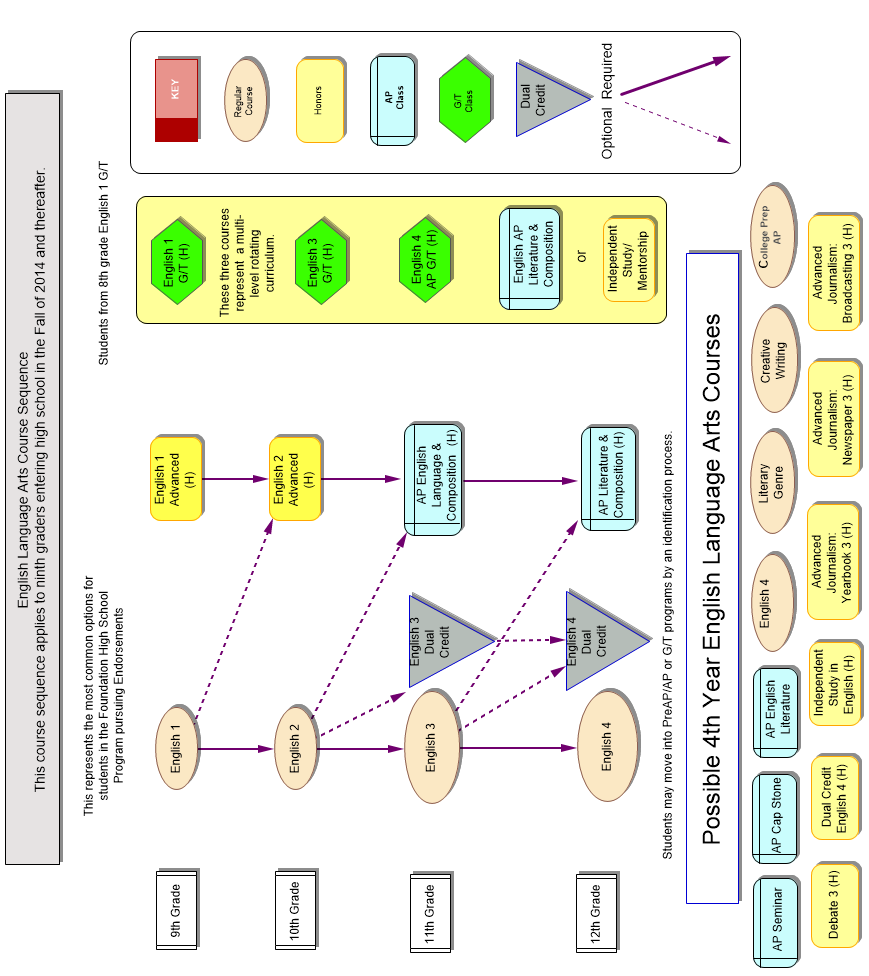 English Language Arts Course Sequence
This course sequence applies to ninth graders entering high school in the Fall of 2014 and thereafter.
This represents the most common options for
students in the Foundation High School
Program pursuing Endorsements
Students from 8th grade English 1 G/T
KEY
Regular
Course
Honors
AP
Class
G/T
Class
Dual
Credit
Optional Required
9th Grade
English 1
English 1
Advanced
(H)
English 1
G/T (H)
These three courses
represent a multi-
level rotating
curriculum.
10th Grade
English 2
English 2
Advanced
(H)
English 3
G/T (H)
11th Grade
English 3
English 3
Dual
Credit
AP English
Language &
Composition (H)
English 4
AP G/T (H)
12th Grade
English 4
English 4
Dual
Credit
AP Literature &
Composition (H)
English AP
Literature &
Composition
or
Independent
Study/
Mentorship
Students may move into PreAP/AP or G/T programs by an identification process.
Possible 4th Year English Language Arts Courses
AP Seminar
AP Cap Stone
AP English
Literature
English 4
Literary
Genre
Creative
Writing
College Prep
AP
Debate 3 (H)
Dual Credit
English 4 (H)
Independent
Study in
English (H)
Advanced
Journalism:
Yearbook 3 (H)
Advanced
Journalism:
Newspaper 3 (H)
Advanced
Journalism:
Broadcasting 3 (H)